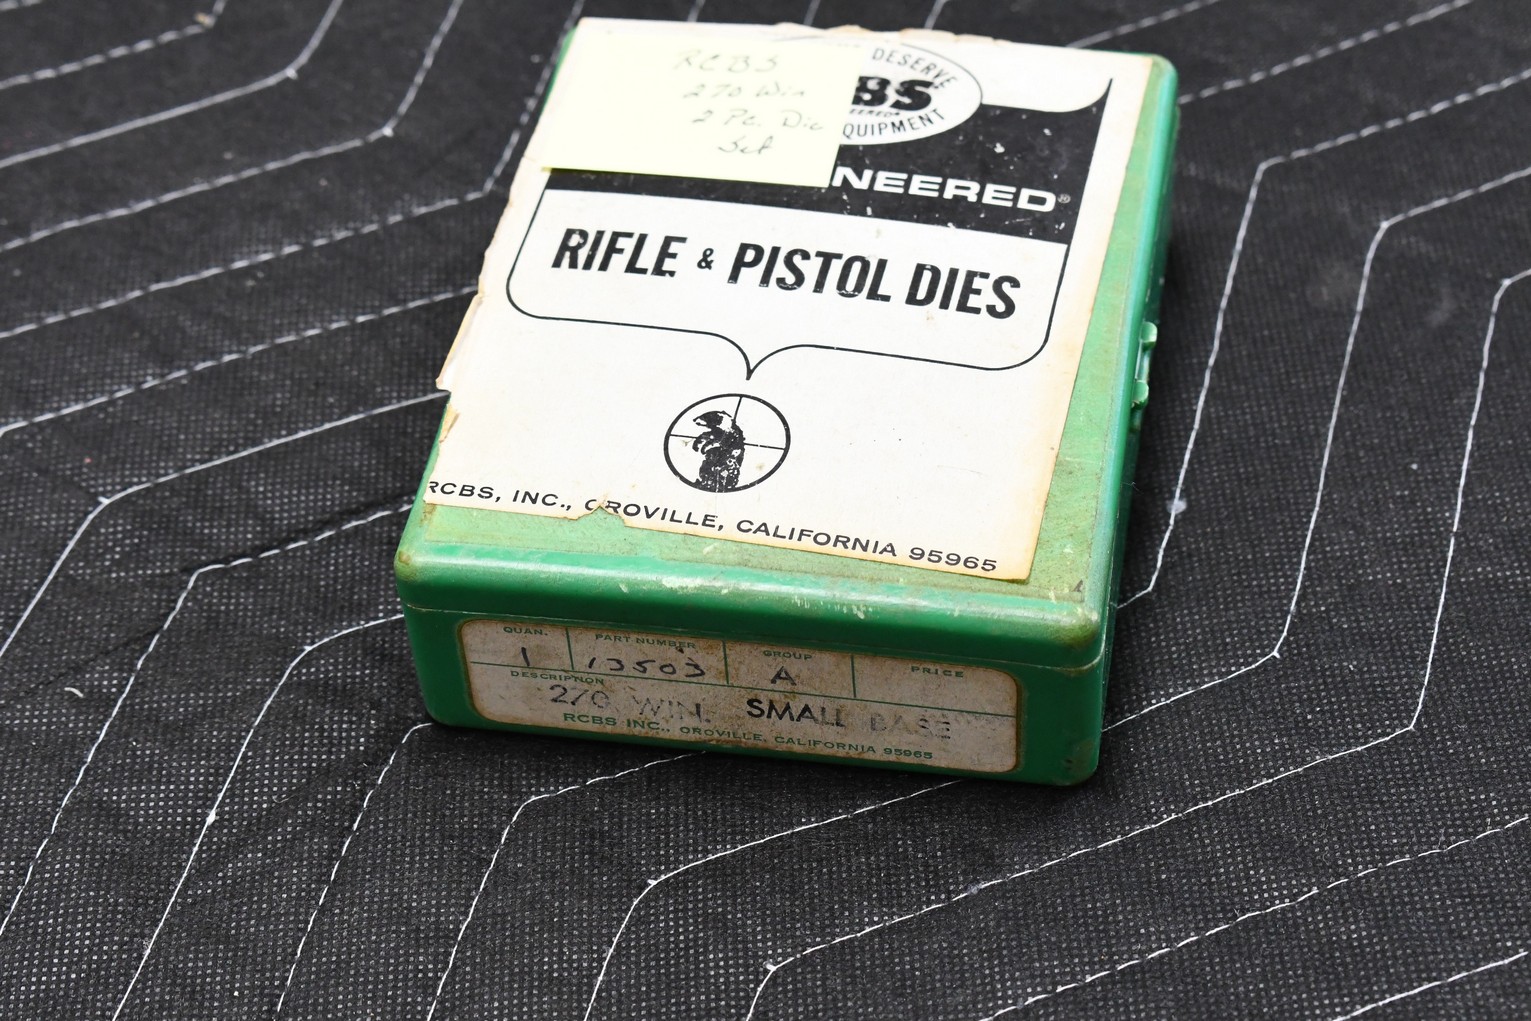 RCBS
270 Win
2 Pc. Die
Set
DESERVE
BS
EQUIPMENT
NEERED®
RIFLE & PISTOL DIES
RCBS, INC., OROVILLE, CALIFORNIA 95965
QUAN. PART NUMBER GROUP PRICE
1 13503 A
DESCRIPTION
270 WIN. SMALL BASE
RCBS INC., OROVILLE, CALIFORNIA 95965